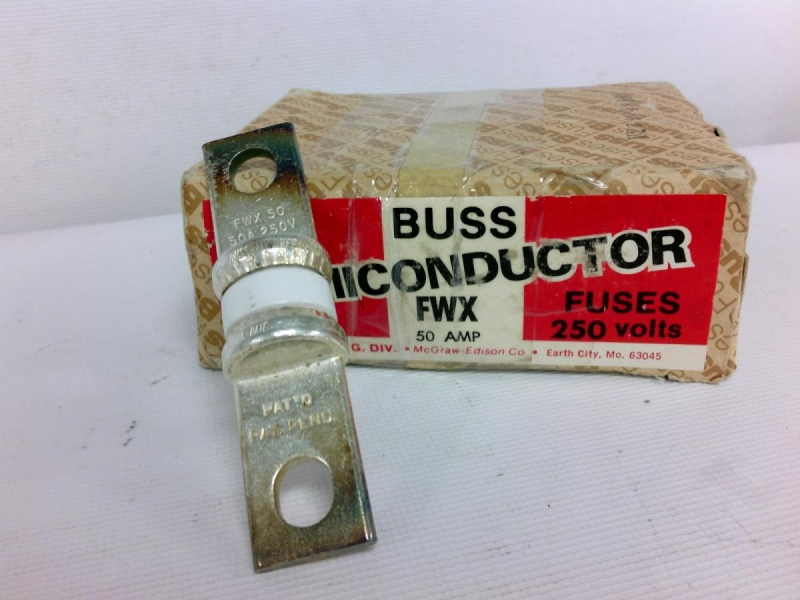 BUSS
ICONDUCTOR
FWX
50 AMP
FUSES
250 volts
G. DIV. • McGraw-Edison Co • Earth City, Mo. 63045
FWX 50
50A 250V
PAT'D
PAT. PEND.